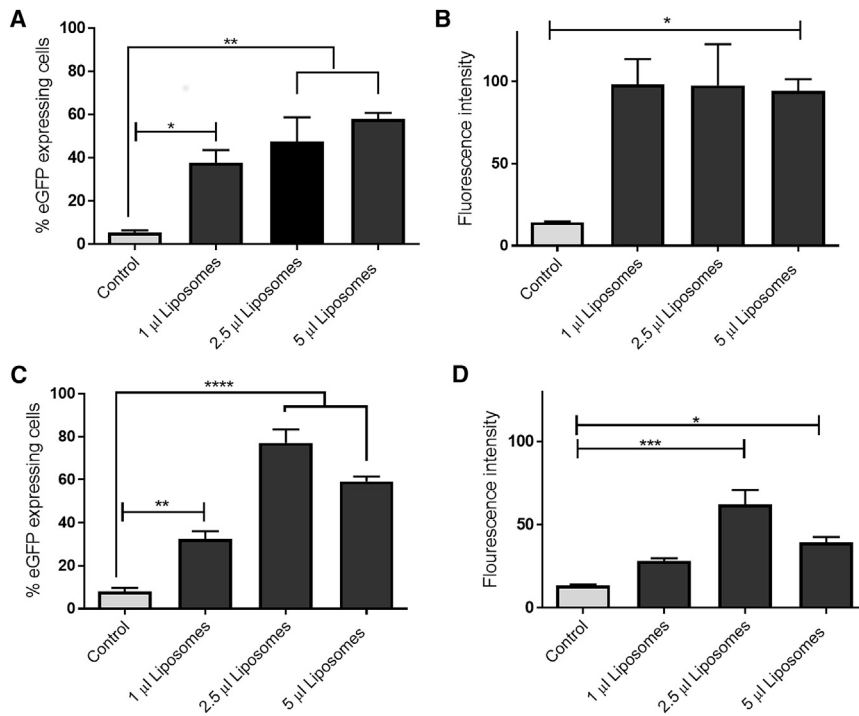 A
% eGFP expressing cells
100
80
60
40
20
0
**
*
Control
1 µl Liposomes
2.5 µl Liposomes
5 µl Liposomes
B
Fluorescence intensity
100
50
0
*
Control
1 µl Liposomes
2.5 µl Liposomes
5 µl Liposomes
C
% eGFP expressing cells
100
80
60
40
20
0
****
**
Control
1 µl Liposomes
2.5 µl Liposomes
5 µl Liposomes
D
Flourescence intensity
100
50
0
*
***
Control
1 µl Liposomes
2.5 µl Liposomes
5 µl Liposomes